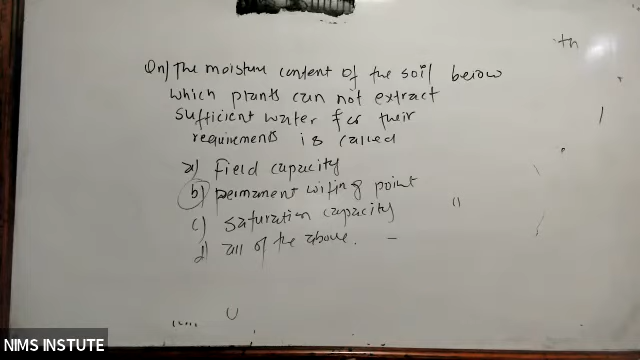 th
Qn) The moisture content of the soil below
which plants can not extract
sufficient water for their
requirements is called
a) Field capacity
b) permanent wilting point
c) saturation capacity
d) all of the above.
NIMS INSTUTE